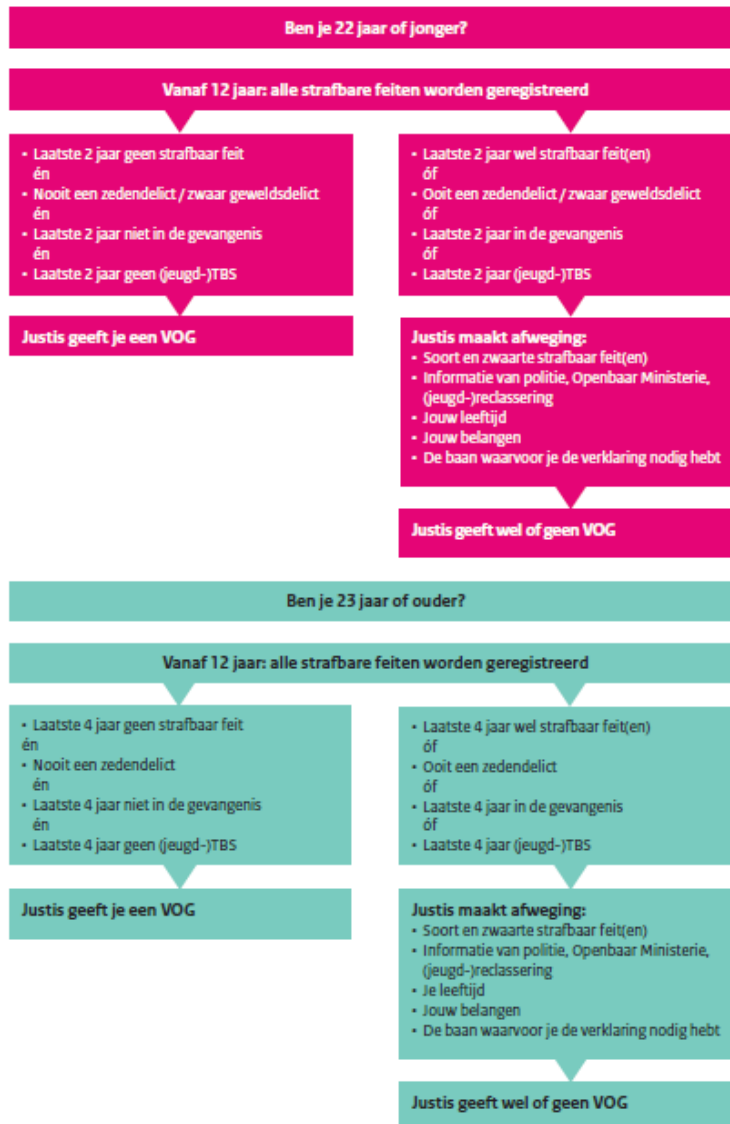 Ben je 22 jaar of jonger?
Vanaf 12 jaar: alle strafbare feiten worden geregistreerd
• Laatste 2 jaar geen strafbaar feit
én
• Nooit een zedendelict / zwaar geweldsdelict
én
• Laatste 2 jaar niet in de gevangenis
én
• Laatste 2 jaar geen (jeugd-)TBS
Justis geeft je een VOG
• Laatste 2 jaar wel strafbaar feit(en)
óf
• Ooit een zedendelict / zwaar geweldsdelict
óf
• Laatste 2 jaar in de gevangenis
óf
• Laatste 2 jaar (jeugd-)TBS
Justis maakt afweging:
• Soort en zwaarte strafbaar feit(en)
• Informatie van politie, Openbaar Ministerie,
(jeugd-)reclassering
• Jouw leeftijd
• Jouw belangen
• De baan waarvoor je de verklaring nodig hebt
Justis geeft wel of geen VOG
Ben je 23 jaar of ouder?
Vanaf 12 jaar: alle strafbare feiten worden geregistreerd
• Laatste 4 jaar geen strafbaar feit
én
• Nooit een zedendelict
én
• Laatste 4 jaar niet in de gevangenis
én
• Laatste 4 jaar geen (jeugd-)TBS
Justis geeft je een VOG
• Laatste 4 jaar wel strafbaar feit(en)
óf
• Ooit een zedendelict
óf
• Laatste 4 jaar in de gevangenis
óf
• Laatste 4 jaar (jeugd-)TBS
Justis maakt afweging:
• Soort en zwaarte strafbaar feit(en)
• Informatie van politie, Openbaar Ministerie,
(jeugd-)reclassering
• Je leeftijd
• Jouw belangen
• De baan waarvoor je de verklaring nodig hebt
Justis geeft wel of geen VOG